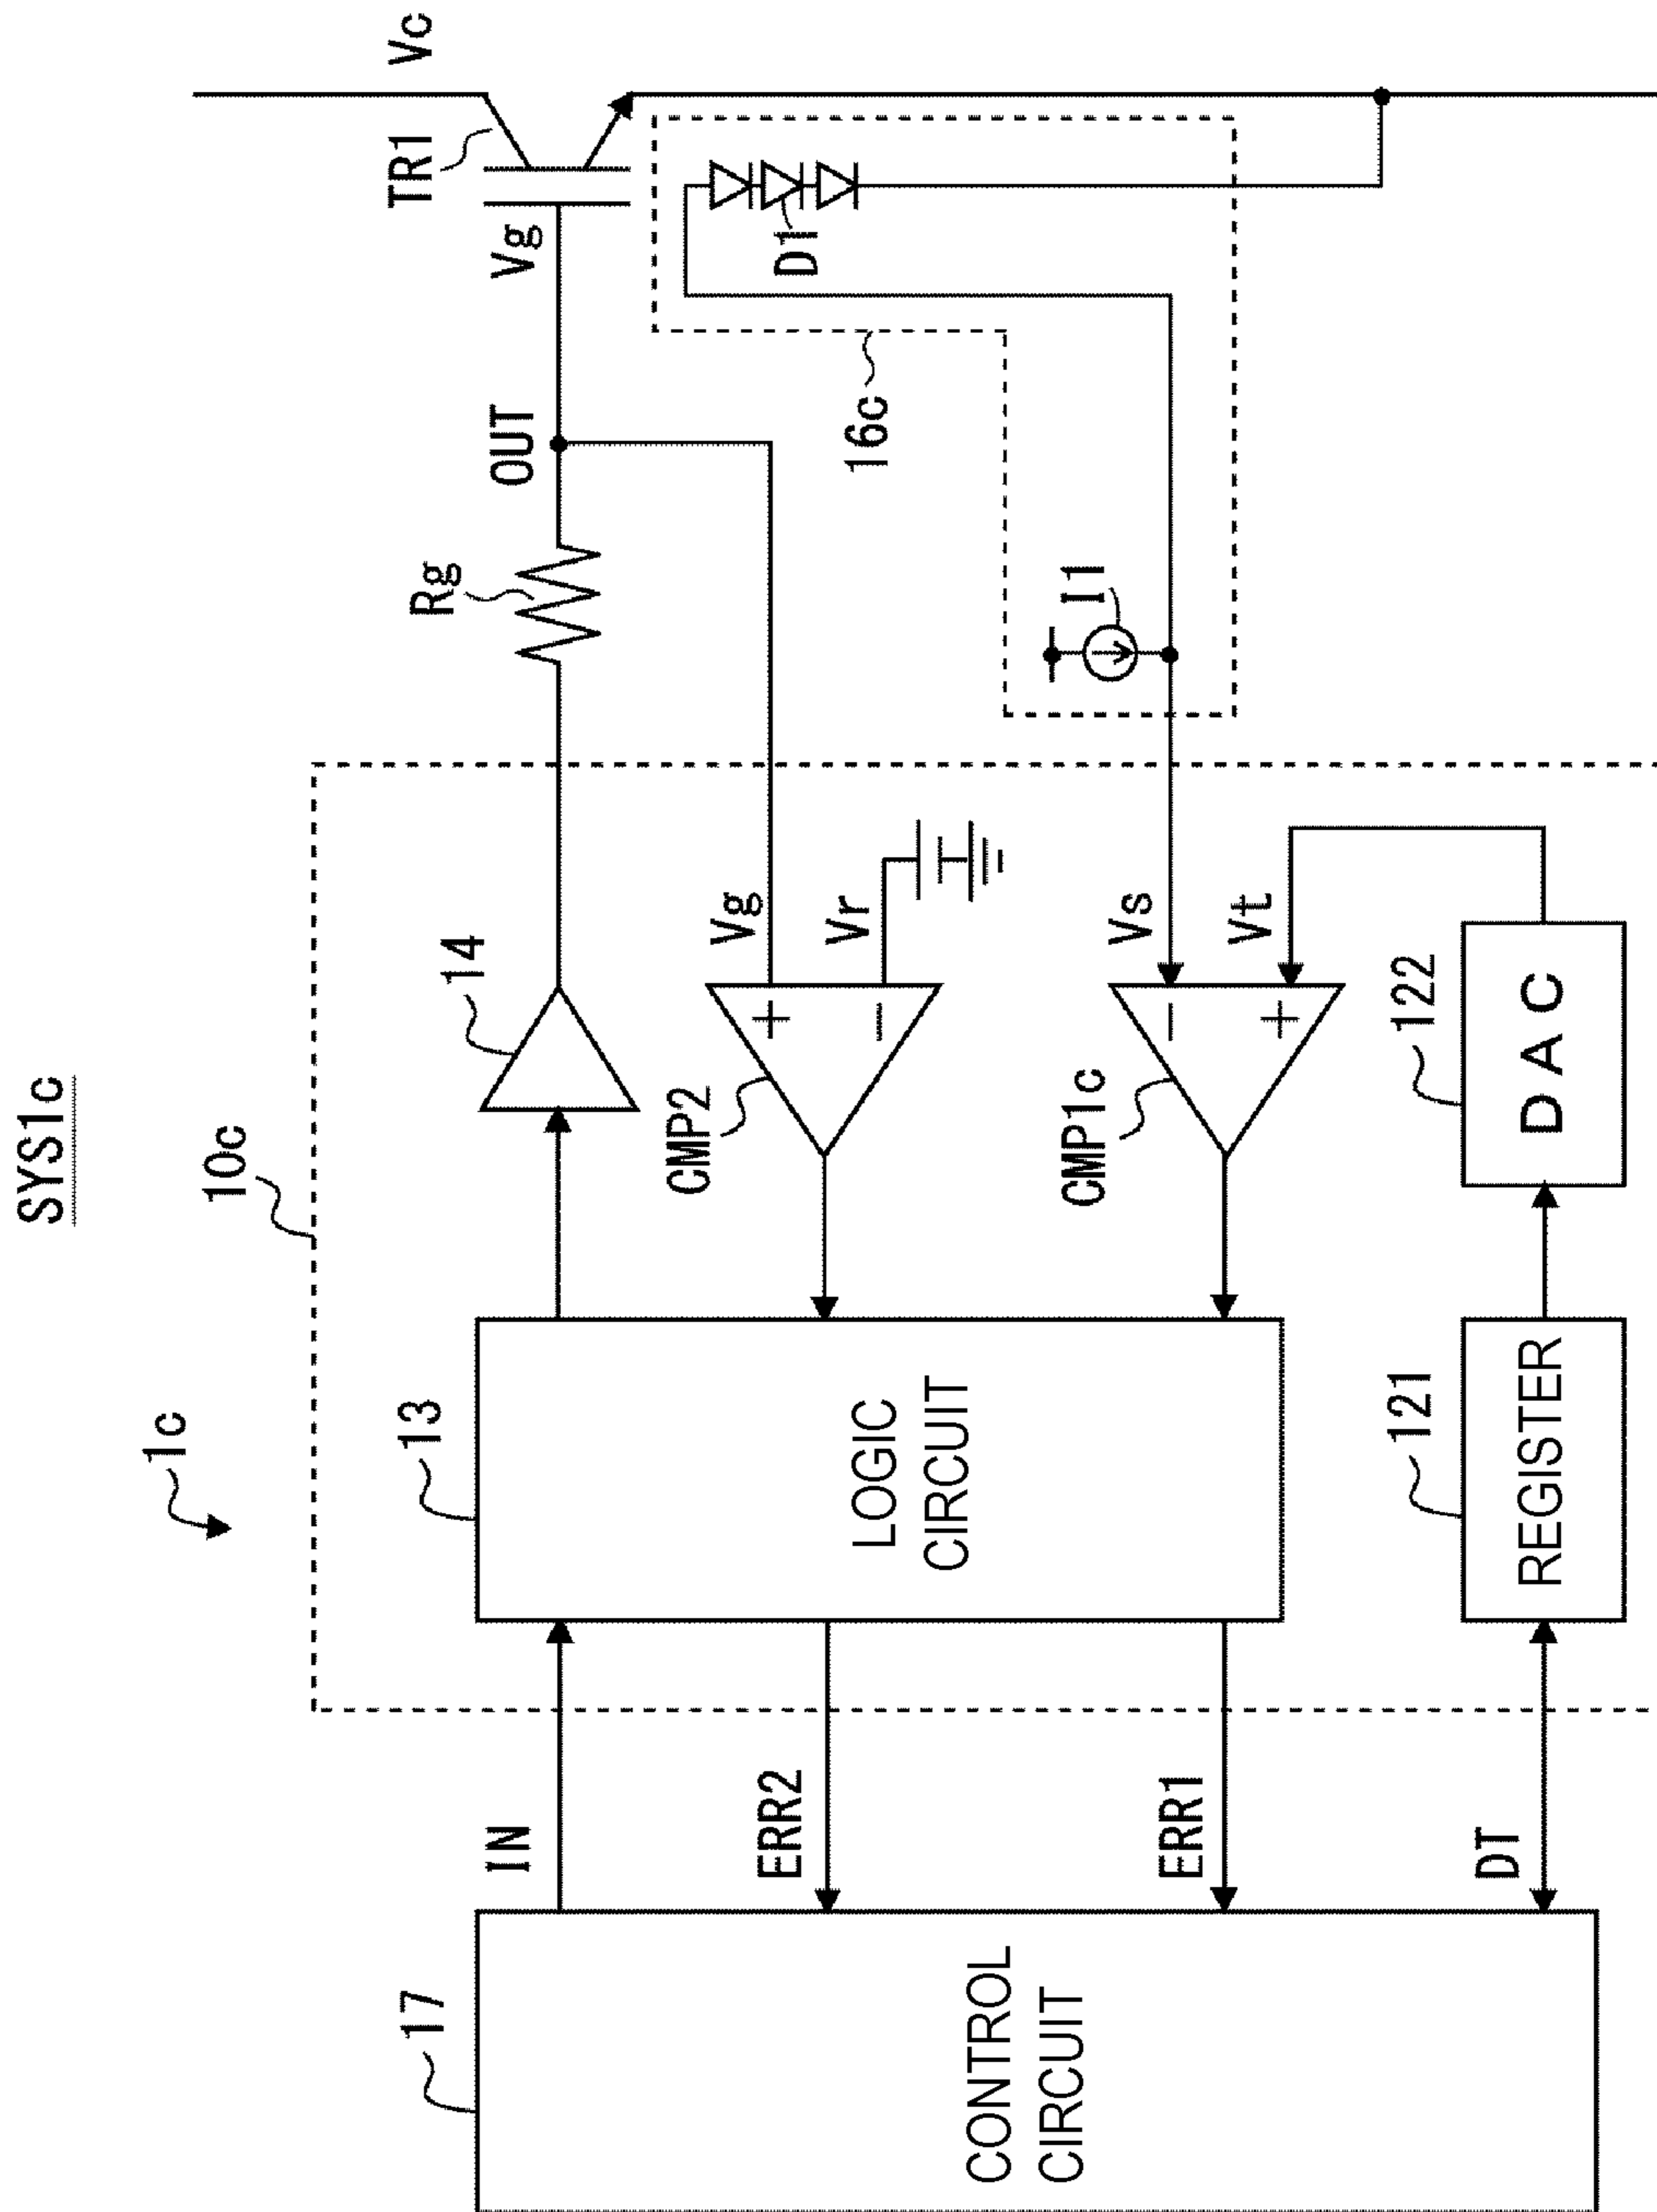 SYS1c
1c
10c
17
CONTROL
CIRCUIT
IN
ERR2
ERR1
DT
13
LOGIC
CIRCUIT
121
REGISTER
14
CMP2
+
−
Vg
Vr
CMP1c
−
+
Vs
Vt
122
DAC
Rg
OUT
Vg
TR1
Vc
16c
D1
I1